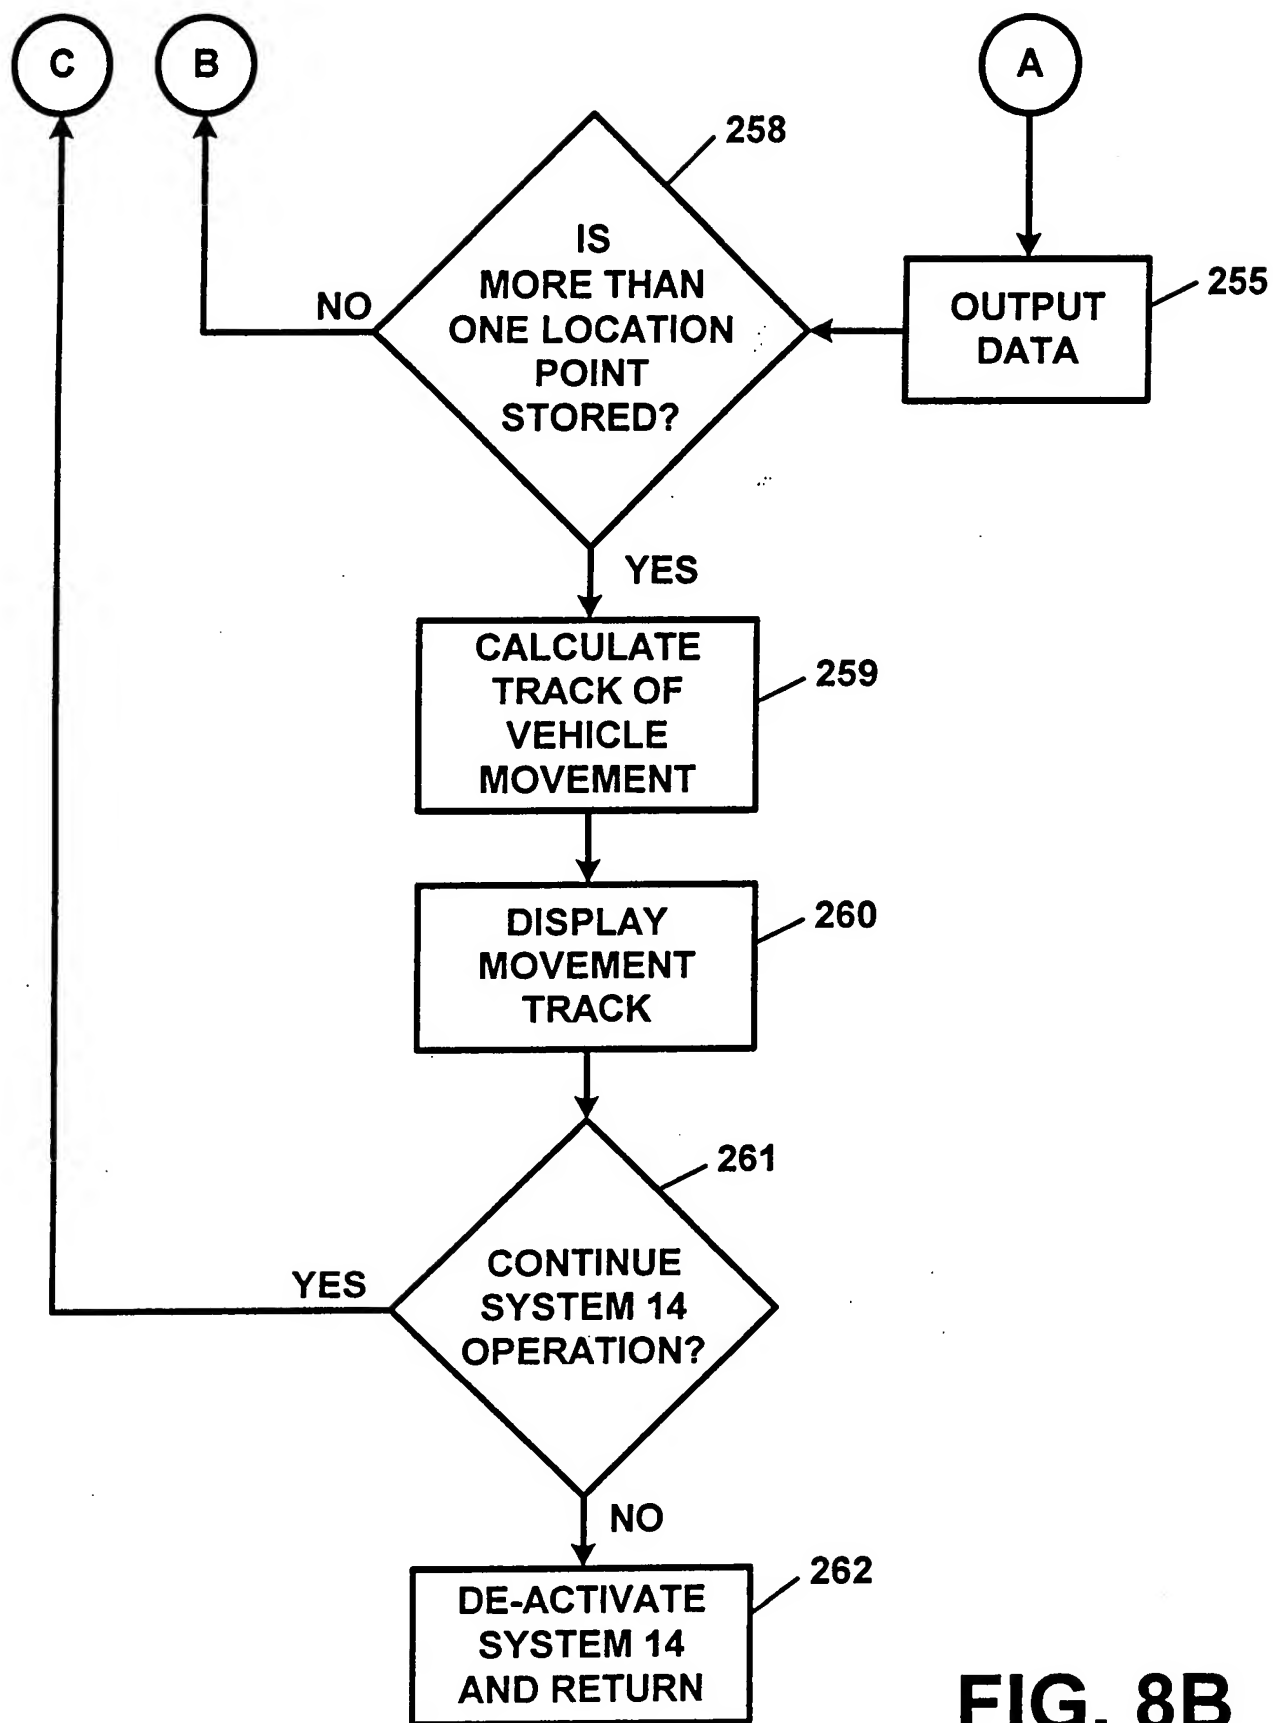 C
B
A
258
IS
MORE THAN
ONE LOCATION
POINT
STORED?
NO
255
OUTPUT
DATA
YES
CALCULATE
TRACK OF
VEHICLE
MOVEMENT
259
DISPLAY
MOVEMENT
TRACK
260
261
CONTINUE
SYSTEM 14
OPERATION?
YES
NO
DE-ACTIVATE
SYSTEM 14
AND RETURN
262
FIG. 8B